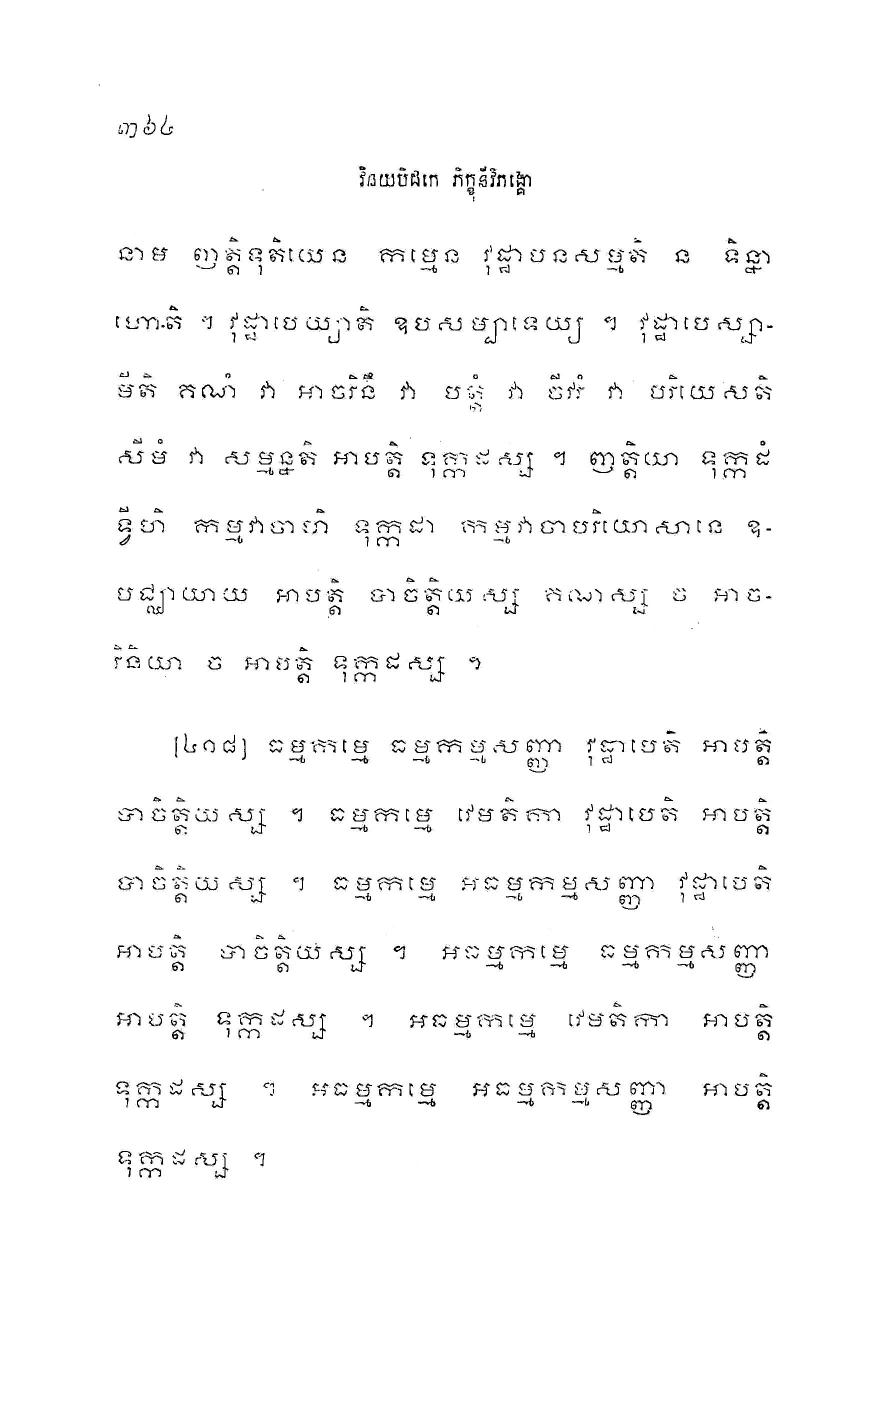 ៣៦៤
វិនយបិដកេ ភិក្ខុនីវិភង្គោ
នាម ញត្តិទុតិយេន កម្មេន វុដ្ឋាបនសម្មតិ ន ទិន្នា
ហោតិ ។ វុដ្ឋាបេយ្យាតិ ឧបសម្បាទេយ្យ ។ វុដ្ឋាបេស្សា-
មីតិ គណំ វា អាចរិនឹ វា បត្តំ វា ចីវរំ វា បរិយេសតិ
សីមំ វា សម្មន្នតិ អាបត្តិ ទុក្កដស្ស ។ ញត្តិយា ទុក្កដំ
ទ្វីហិ កម្មវាចាហិ ទុក្កដា កម្មវាចាបរិយោសានេ ឧ-
បជ្ឈាយាយ អាបត្តិ បាចិត្តិយស្ស គណស្ស ច អាច-
រិនិយា ច អាបត្តិ ទុក្កដស្ស ។
[៤០៨] ធម្មកម្មេ ធម្មកម្មសញ្ញា វុដ្ឋាបេតិ អាបត្តិ
បាចិត្តិយស្ស ។ ធម្មកម្មេ វេមតិកា វុដ្ឋាបេតិ អាបត្តិ
បាចិត្តិយស្ស ។ ធម្មកម្មេ អធម្មកម្មសញ្ញា វុដ្ឋាបេតិ
អាបត្តិ បាចិត្តិយស្ស ។ អធម្មកម្មេ ធម្មកម្មសញ្ញា
អាបត្តិ ទុក្កដស្ស ។ អធម្មកម្មេ វេមតិកា អាបត្តិ
ទុក្កដស្ស ។ អធម្មកម្មេ អធម្មកម្មសញ្ញា អាបត្តិ
ទុក្កដស្ស ។